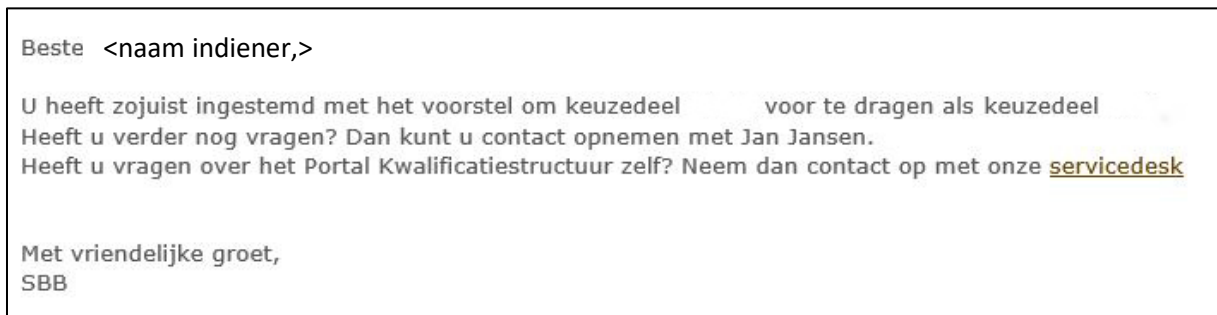 Beste <naam indiener,>
U heeft zojuist ingestemd met het voorstel om keuzedeel voor te dragen als keuzedeel
Heeft u verder nog vragen? Dan kunt u contact opnemen met Jan Jansen.
Heeft u vragen over het Portal Kwalificatiestructuur zelf? Neem dan contact op met onze servicedesk
Met vriendelijke groet,
SBB